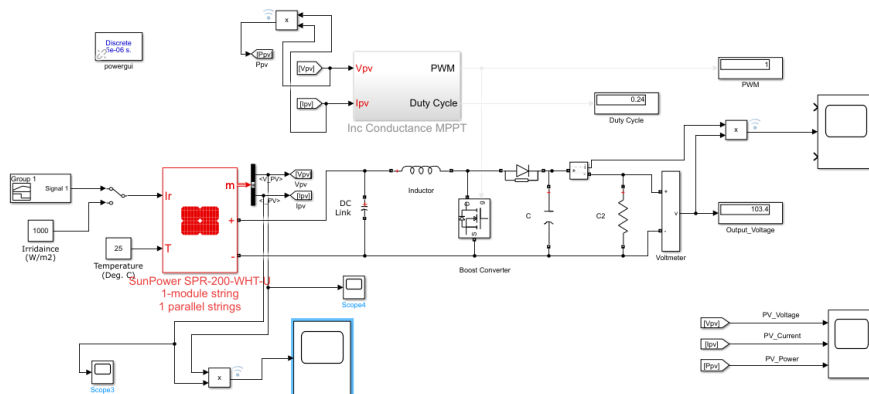 Discrete
5e-06 s.
powergui
x
[Ppv]
Ppv
[Vpv]
Vpv
PWM
[Ipv]
Ipv
Duty Cycle
Inc Conductance MPPT
1
PWM
0.24
Duty Cycle
x
Group 1
Signal 1
Ir
m
[Vpv]
<V_PV>
Vpv
[Ipv]
<I_PV>
Ipv
1000
Irridaince
(W/m2)
25
Temperature
(Deg. C)
T
+
-
SunPower SPR-200-WHT-U
1-module string
1 parallel strings
DC
Link
Inductor
g
D
S
Boost Converter
C
C2
+
-
v
Voltmeter
103.4
Output_Voltage
Scope4
Scope3
x
[Vpv]
PV_Voltage
[Ipv]
PV_Current
[Ppv]
PV_Power